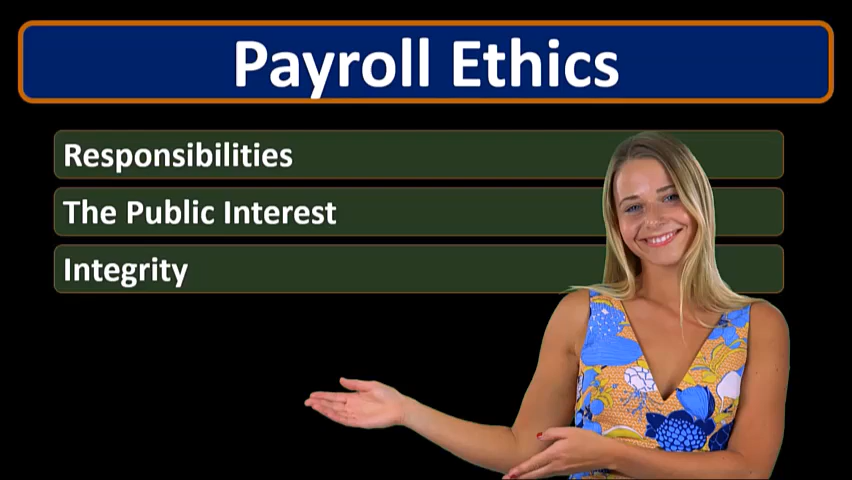 Payroll Ethics
Responsibilities
The Public Interest
Integrity